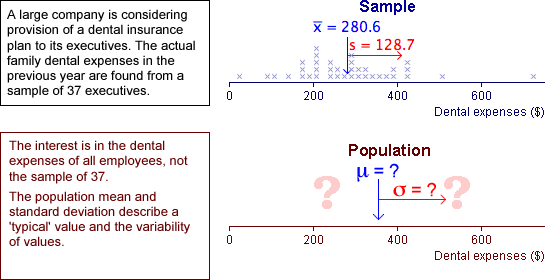 A large company is considering
provision of a dental insurance
plan to its executives. The actual
family dental expenses in the
previous year are found from a
sample of 37 executives.
Sample
x̅ = 280.6
s = 128.7
0 200 400 600
Dental expenses ($)
The interest is in the dental
expenses of all employees, not
the sample of 37.
The population mean and
standard deviation describe a
'typical' value and the variability
of values.
Population
μ = ?
? σ = ? ?
0 200 400 600
Dental expenses ($)